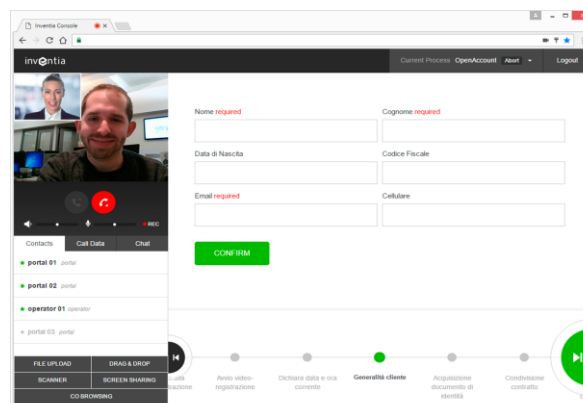 Inventia Console
inventia
Current Process OpenAccount Abort
Logout
Nome required
Cognome required
Data di Nascita
Codice Fiscale
Email required
Cellulare
CONFIRM
REC
Contacts
Call Data
Chat
portal 01 portal
portal 02 portal
operator 01 operator
portal 03 portal
FILE UPLOAD
DRAG & DROP
SCANNER
SCREEN SHARING
CO BROWSING
Avvio video-
registrazione
Dichiara data e ora
corrente
Generalità cliente
Acquisizione
documento di
identità
Condivisione
contratto